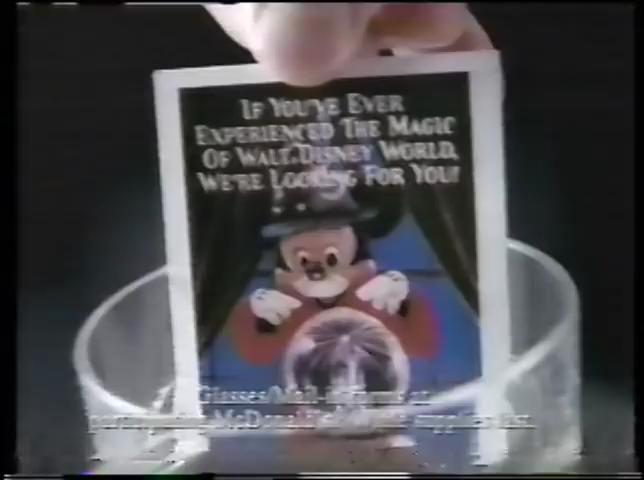 IF YOU'VE EVER
EXPERIENCED THE MAGIC
OF WALT DISNEY WORLD,
WE'RE LOOKING FOR YOU!
Glasses/Mail-in forms at
participating McDonald's while supplies last.